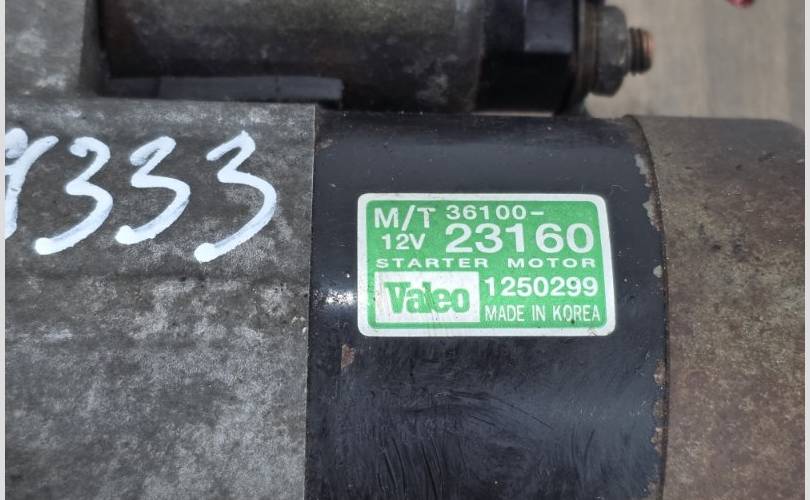 333
M/T 36100-
12V 23160
STARTER MOTOR
Valeo 1250299
MADE IN KOREA